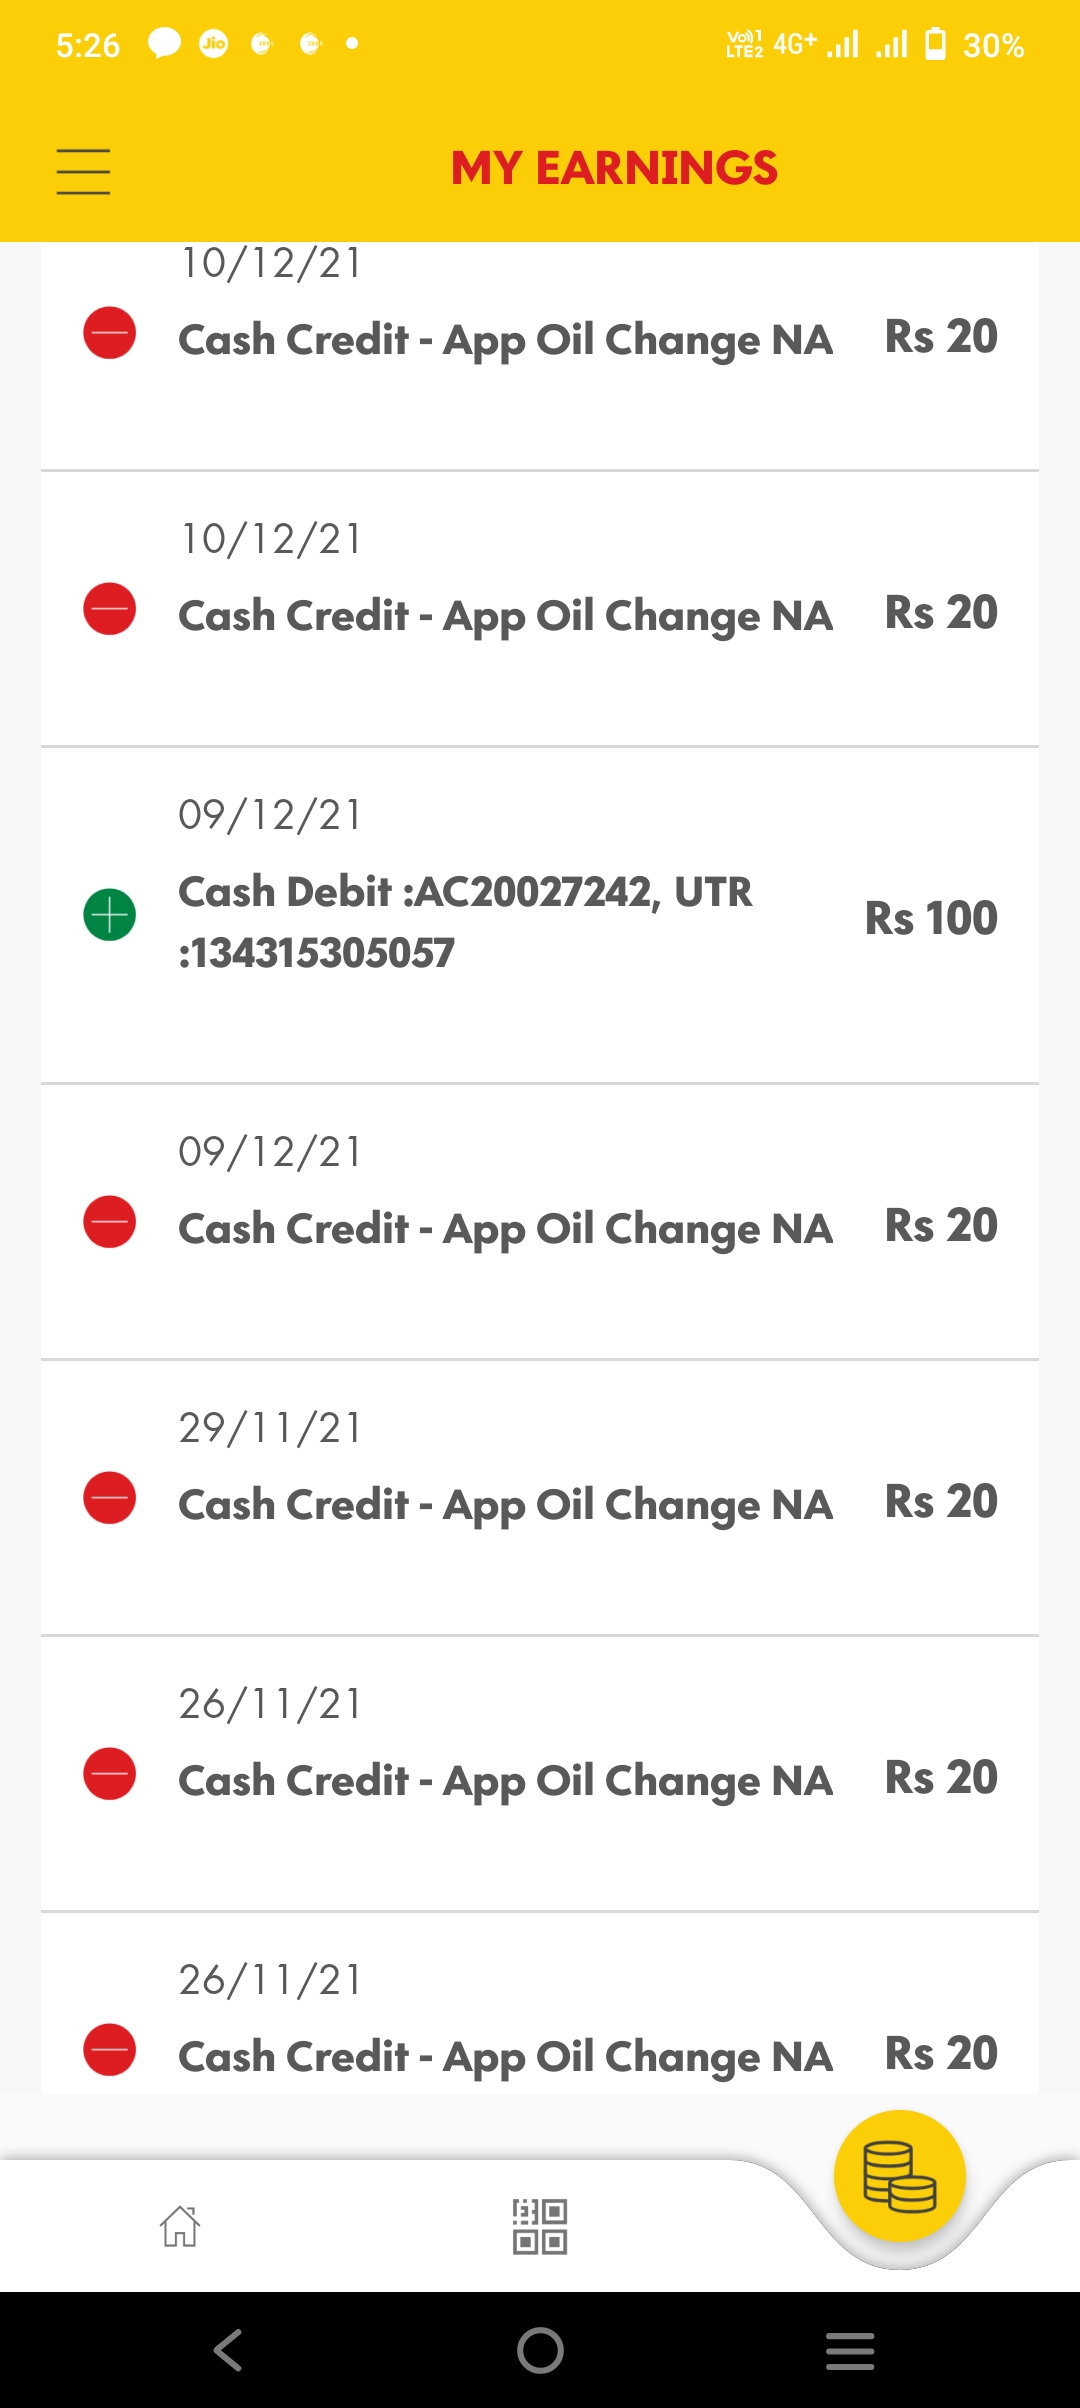 5:26
Jio
Vo)) 1
LTE2
4G+
30%
MY EARNINGS
10/12/21
Cash Credit - App Oil Change NA Rs 20
10/12/21
Cash Credit - App Oil Change NA Rs 20
09/12/21
Cash Debit :AC20027242, UTR
:134315305057
Rs 100
09/12/21
Cash Credit - App Oil Change NA Rs 20
29/11/21
Cash Credit - App Oil Change NA Rs 20
26/11/21
Cash Credit - App Oil Change NA Rs 20
26/11/21
Cash Credit - App Oil Change NA Rs 20